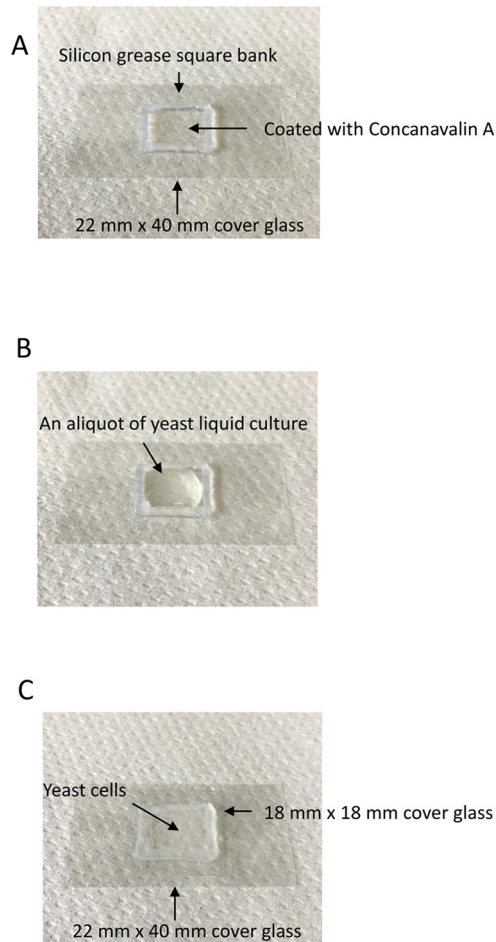 A
Silicon grease square bank
Coated with Concanavalin A
22 mm x 40 mm cover glass
B
An aliquot of yeast liquid culture
C
Yeast cells
18 mm x 18 mm cover glass
22 mm x 40 mm cover glass